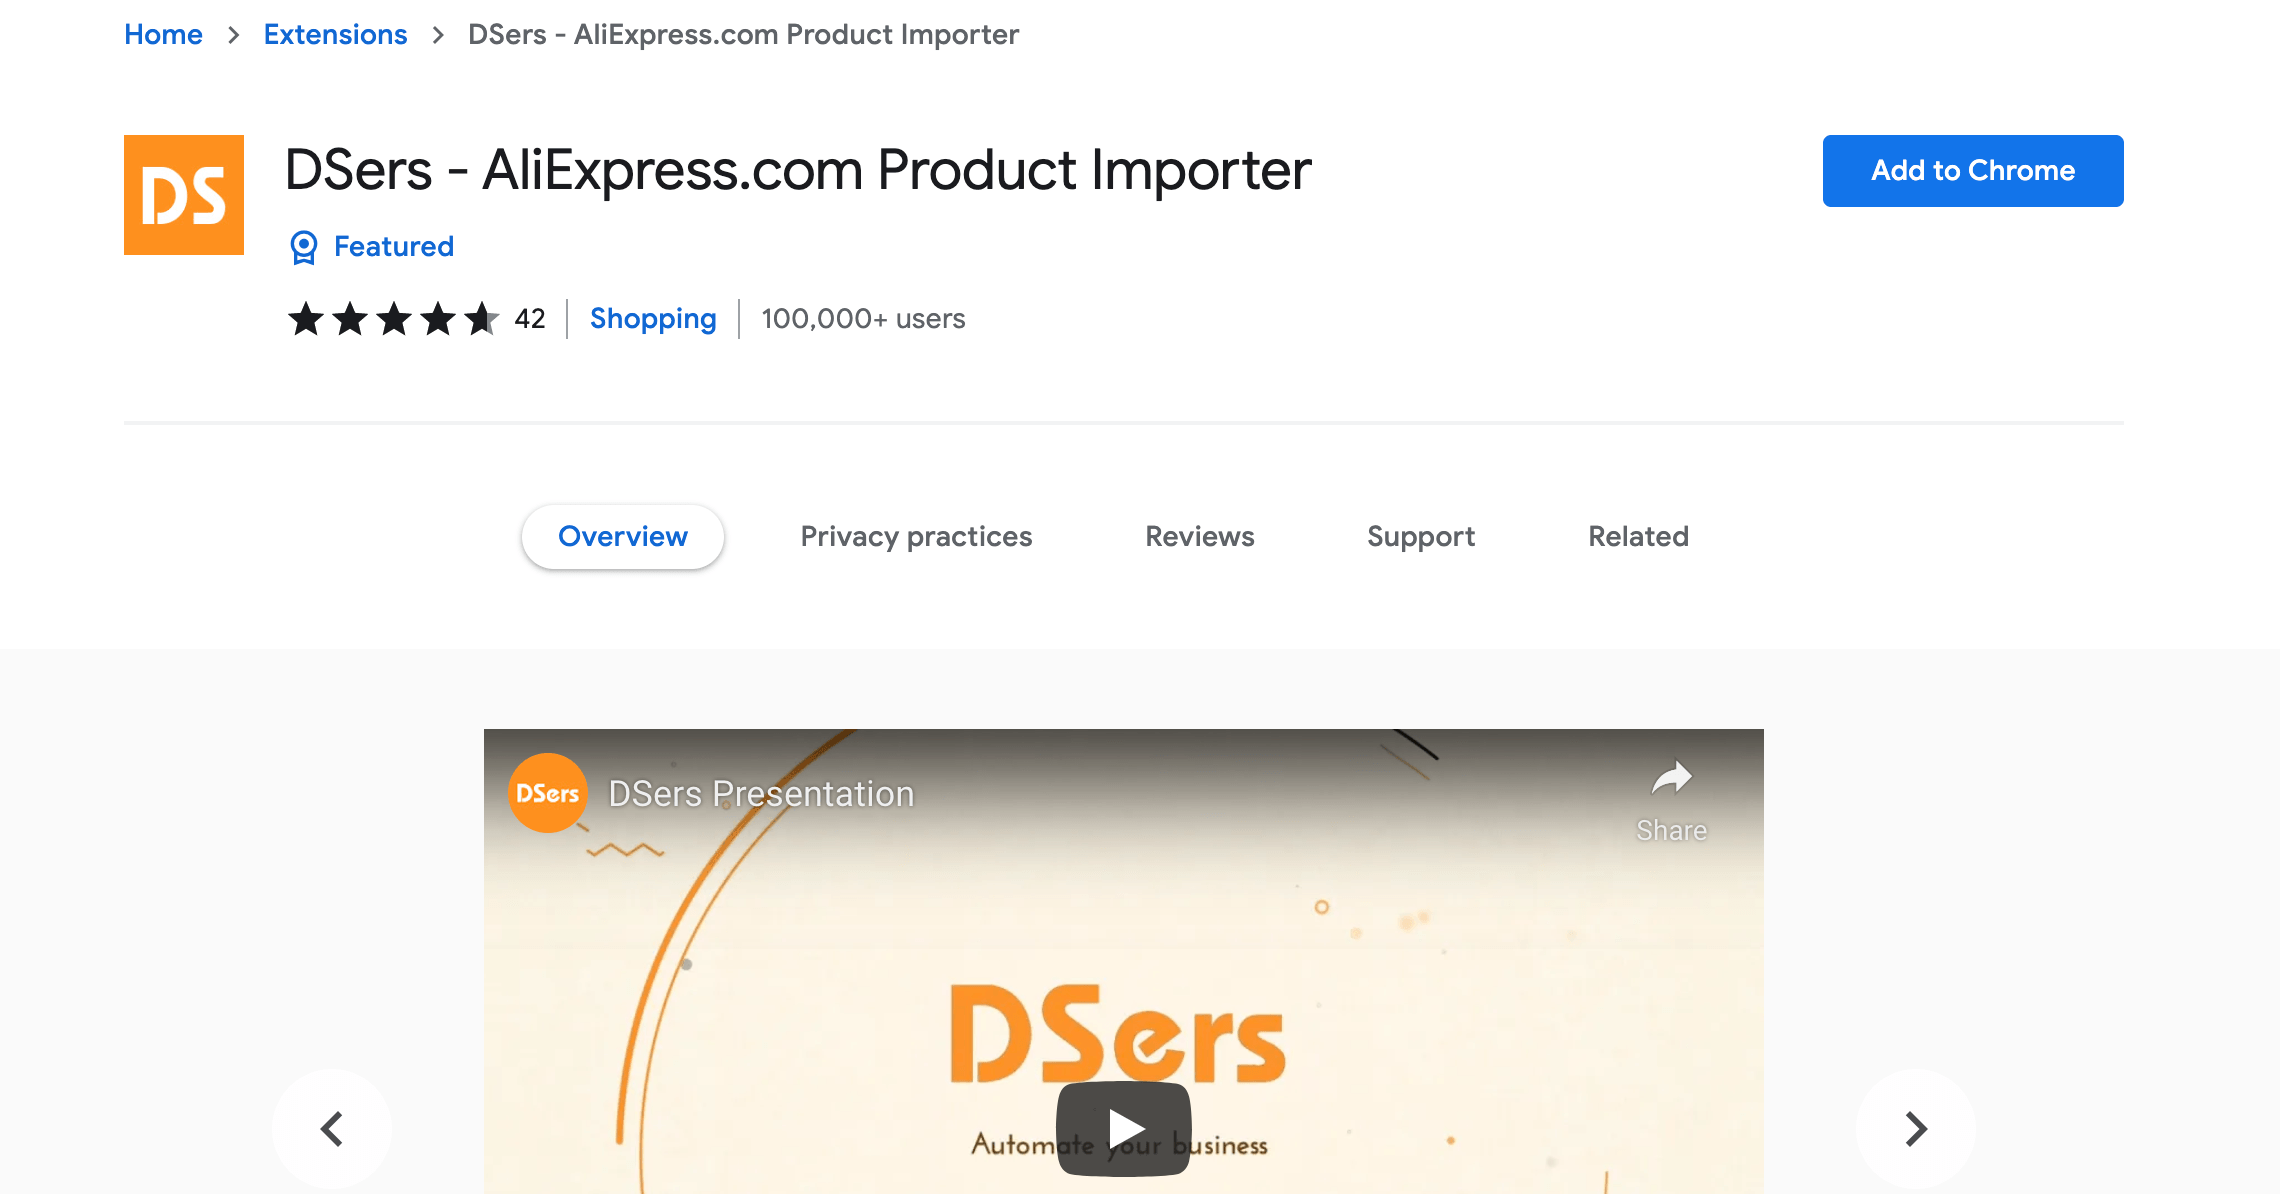 Home > Extensions > DSers - AliExpress.com Product Importer
DS
DSers - AliExpress.com Product Importer
Add to Chrome
Featured
42 | Shopping | 100,000+ users
Overview
Privacy practices
Reviews
Support
Related
DSers
DSers Presentation
Share
DSers
Automate your business